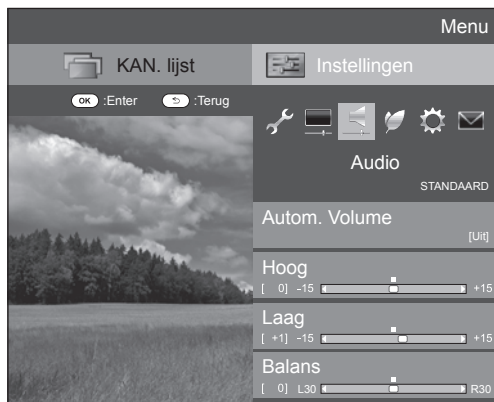 Menu
KAN. lijst
Instellingen
OK :Enter :Terug
Audio
STANDAARD
Autom. Volume
[Uit]
Hoog
[ 0] -15 +15
Laag
[ +1] -15 +15
Balans
[ 0] L30 R30